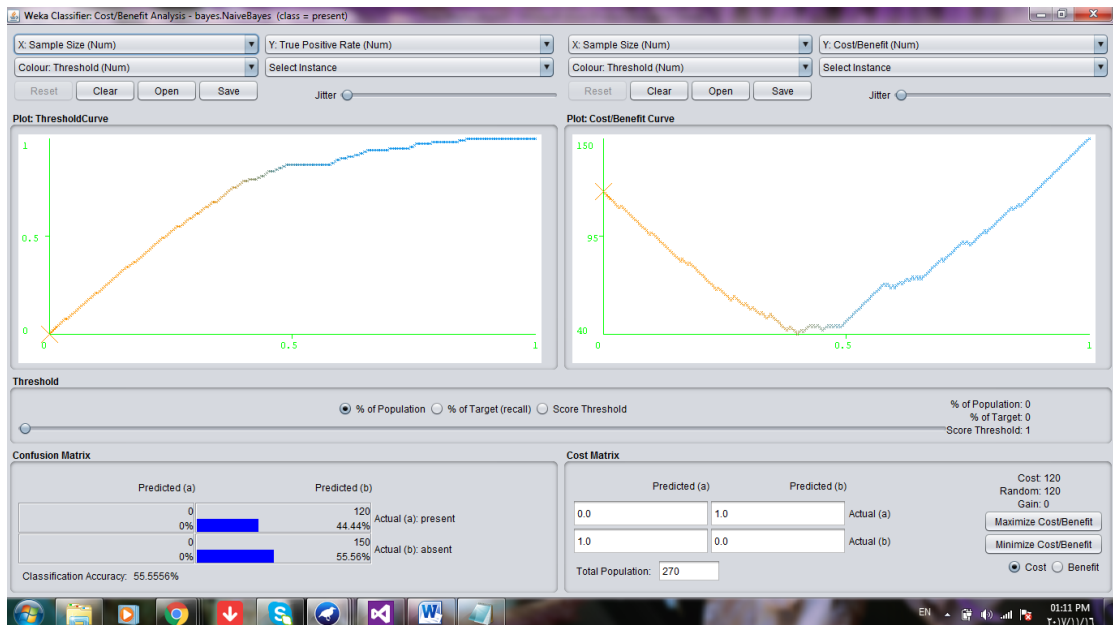 Weka Classifier: Cost/Benefit Analysis - bayes.NaiveBayes (class = present)
X: Sample Size (Num)
Y: True Positive Rate (Num)
Colour: Threshold (Num)
Select Instance
Reset
Clear
Open
Save
Jitter
Plot: ThresholdCurve
1
0.5
0
0
0.5
1
X: Sample Size (Num)
Y: Cost/Benefit (Num)
Colour: Threshold (Num)
Select Instance
Reset
Clear
Open
Save
Jitter
Plot: Cost/Benefit Curve
150
95
40
0
0.5
1
Threshold
% of Population
% of Target (recall)
Score Threshold
% of Population: 0
% of Target: 0
Score Threshold: 1
Confusion Matrix
Predicted (a)
Predicted (b)
0
0%
120
44.44%
Actual (a): present
0
0%
150
55.56%
Actual (b): absent
Classification Accuracy: 55.5556%
Cost Matrix
Predicted (a)
Predicted (b)
0.0
1.0
Actual (a)
1.0
0.0
Actual (b)
Total Population: 270
Cost: 120
Random: 120
Gain: 0
Maximize Cost/Benefit
Minimize Cost/Benefit
Cost
Benefit
EN
01:11 PM
٢٠١٧/١١/١٦